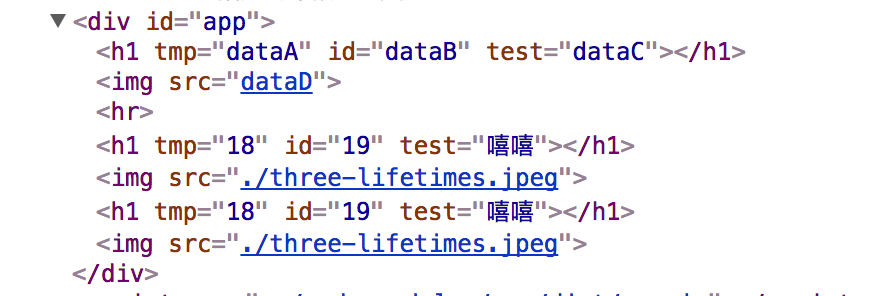 ▼<div id="app">
<h1 tmp="dataA" id="dataB" test="dataC"></h1>
<img src="dataD">
<hr>
<h1 tmp="18" id="19" test="嘻嘻"></h1>
<img src="./three-lifetimes.jpeg">
<h1 tmp="18" id="19" test="嘻嘻"></h1>
<img src="./three-lifetimes.jpeg">
</div>